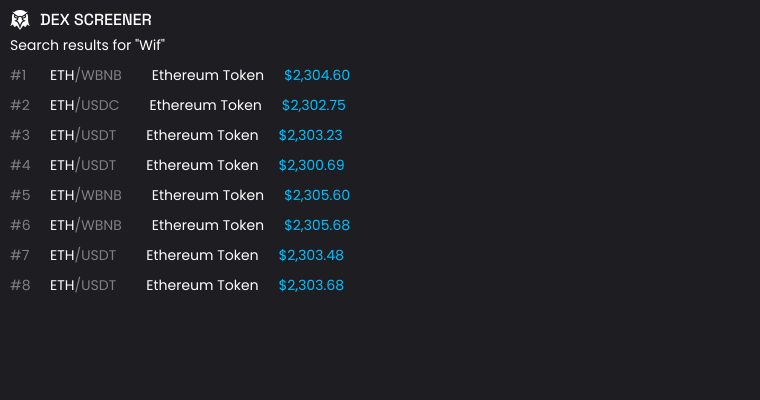 DEX SCREENER
Search results for "Wif"
#1 ETH/WBNB Ethereum Token $2,304.60
#2 ETH/USDC Ethereum Token $2,302.75
#3 ETH/USDT Ethereum Token $2,303.23
#4 ETH/USDT Ethereum Token $2,300.69
#5 ETH/WBNB Ethereum Token $2,305.60
#6 ETH/WBNB Ethereum Token $2,305.68
#7 ETH/USDT Ethereum Token $2,303.48
#8 ETH/USDT Ethereum Token $2,303.68